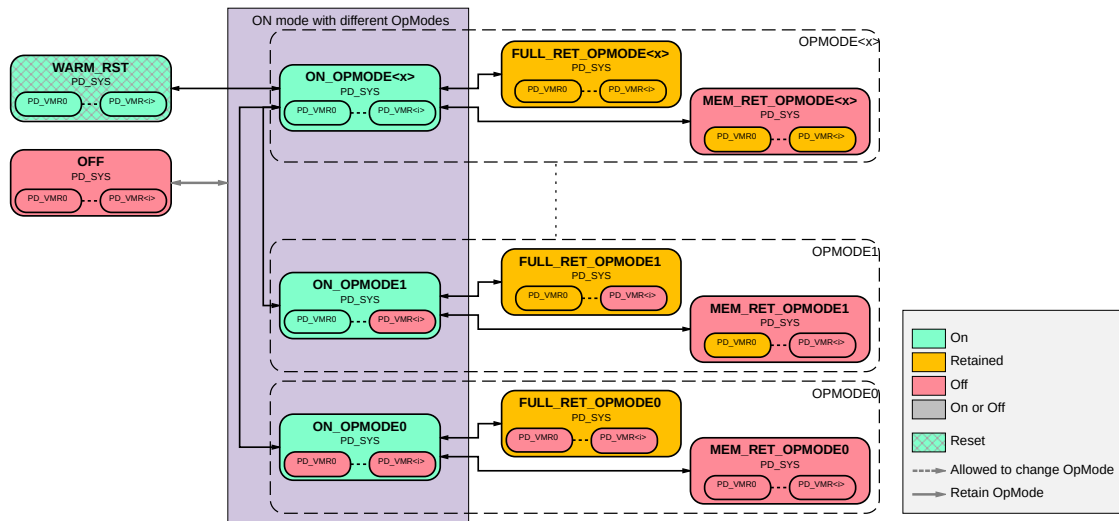 ON mode with different OpModes
OPMODE<x>
WARM_RST
PD_SYS
PD_VMR0 PD_VMR<i>
ON_OPMODE<x>
PD_SYS
PD_VMR0 PD_VMR<i>
FULL_RET_OPMODE<x>
PD_SYS
PD_VMR0 PD_VMR<i>
MEM_RET_OPMODE<x>
PD_SYS
PD_VMR0 PD_VMR<i>
OFF
PD_SYS
PD_VMR0 PD_VMR<i>
OPMODE1
ON_OPMODE1
PD_SYS
PD_VMR0 PD_VMR<i>
FULL_RET_OPMODE1
PD_SYS
PD_VMR0 PD_VMR<i>
MEM_RET_OPMODE1
PD_SYS
PD_VMR0 PD_VMR<i>
OPMODE0
ON_OPMODE0
PD_SYS
PD_VMR0 PD_VMR<i>
FULL_RET_OPMODE0
PD_SYS
PD_VMR0 PD_VMR<i>
MEM_RET_OPMODE0
PD_SYS
PD_VMR0 PD_VMR<i>
On
Retained
Off
On or Off
Reset
Allowed to change OpMode
Retain OpMode